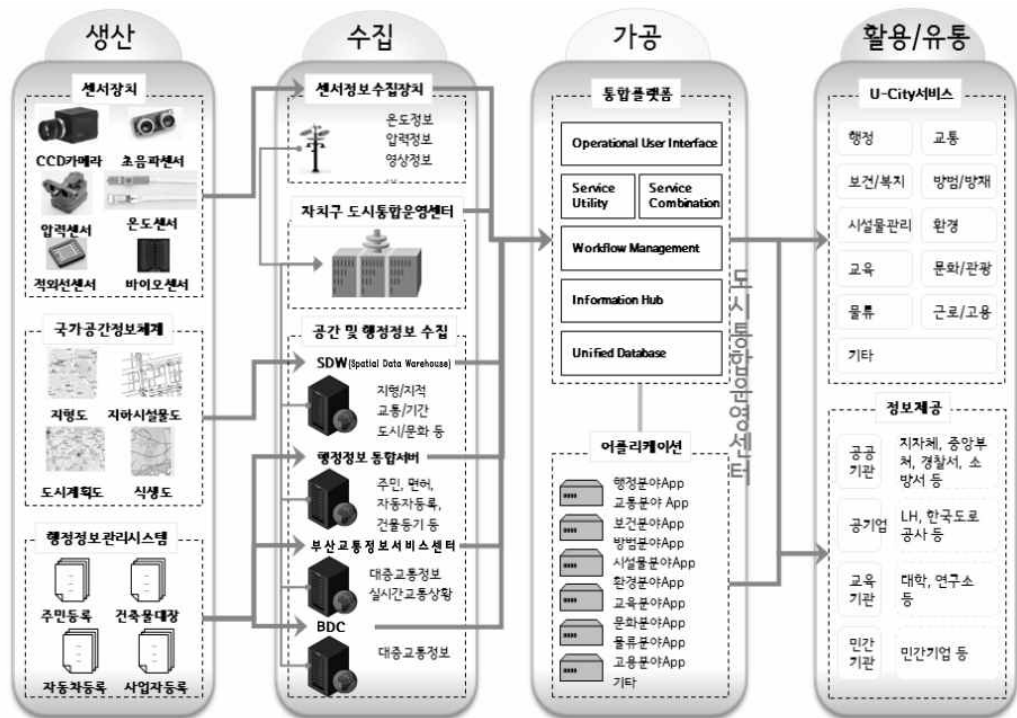 생산
센서장치
CCD카메라 초음파센서
압력센서 온도센서
적외선센서 바이오센서
국가공간정보체계
지형도 지하시설물도
도시계획도 식생도
행정정보관리시스템
주민등록 건축물대장
자동차등록 사업자등록
수집
센서정보수집장치
온도정보
압력정보
영상정보
...
자치구 도시통합운영센터
공간 및 행정정보 수집
SDW(Spatial Data Warehouse)
지형/지적
교통/기간
도시/문화 등
행정정보 통합서버
주민, 면허,
자동자등록,
건물등기 등
부산교통정보서비스센터
대중교통정보
실시간교통상황
BDC
대중교통정보
가공
통합플랫폼
Operational User Interface
Service Utility
Service Combination
Workflow Management
Information Hub
Unified Database
도시통합운영센터
어플리케이션
행정분야App
교통분야 App
보건분야App
방범분야App
시설물분야App
환경분야App
교육분야App
문화분야App
물류분야App
고용분야App
기타
활용/유통
U-City서비스
행정 교통
보건/복지 방범/방재
시설물관리 환경
교육 문화/관광
물류 근로/고용
기타
정보제공
공공기관
지자체, 중앙부
처, 경찰서, 소
방서 등
공기업
LH, 한국도로
공사 등
교육기관
대학, 연구소
등
민간기관
민간기업 등